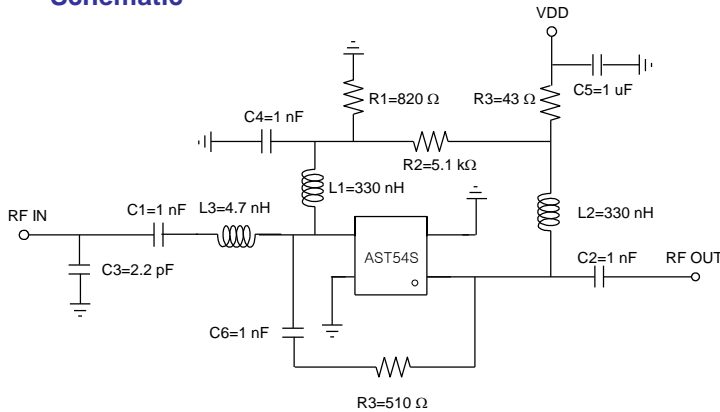 Schematic
VDD
R1=820 Ω
R3=43 Ω
C5=1 uF
C4=1 nF
R2=5.1 kΩ
L1=330 nH
L2=330 nH
RF IN
C1=1 nF
L3=4.7 nH
AST54S
C2=1 nF
RF OUT
C3=2.2 pF
C6=1 nF
R3=510 Ω